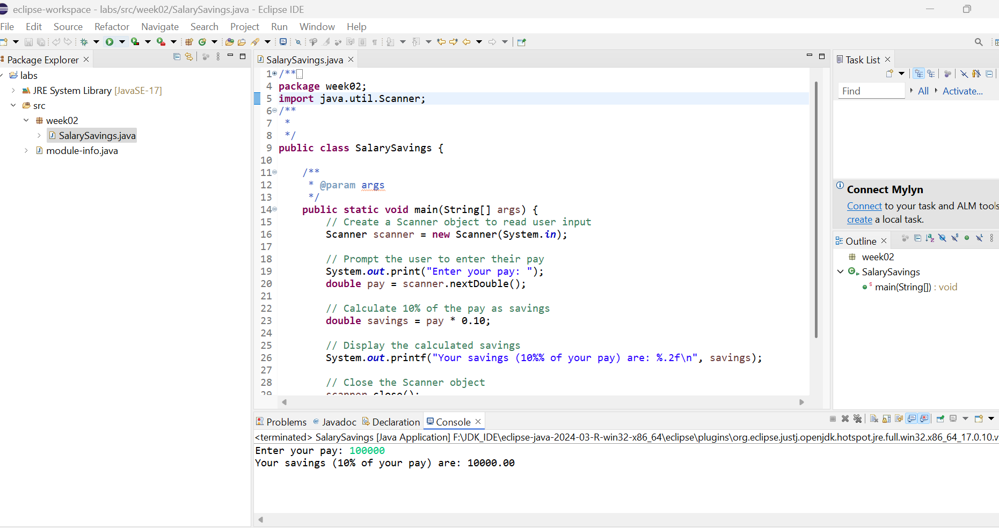 eclipse-workspace - labs/src/week02/SalarySavings.java - Eclipse IDE
File Edit Source Refactor Navigate Search Project Run Window Help
Package Explorer
labs
JRE System Library [JavaSE-17]
src
week02
SalarySavings.java
module-info.java
SalarySavings.java
1 /**
4 package week02;
5 import java.util.Scanner;
6 /**
7 *
8 */
9 public class SalarySavings {
10
11 /**
12 * @param args
13 */
14 public static void main(String[] args) {
15 // Create a Scanner object to read user input
16 Scanner scanner = new Scanner(System.in);
17
18 // Prompt the user to enter their pay
19 System.out.print("Enter your pay: ");
20 double pay = scanner.nextDouble();
21
22 // Calculate 10% of the pay as savings
23 double savings = pay * 0.10;
24
25 // Display the calculated savings
26 System.out.printf("Your savings (10%% of your pay) are: %.2f\n", savings);
27
28 // Close the Scanner object
29 scanner.close();
Problems Javadoc Declaration Console
<terminated> SalarySavings [Java Application] F:\JDK_IDE\eclipse-java-2024-03-R-win32-x86_64\eclipse\plugins\org.eclipse.justj.openjdk.hotspot.jre.full.win32.x86_64_17.0.10.v
Enter your pay: 100000
Your savings (10% of your pay) are: 10000.00
Task List
Find All Activate...
Connect Mylyn
Connect to your task and ALM tools
create a local task.
Outline
week02
SalarySavings
main(String[]) : void